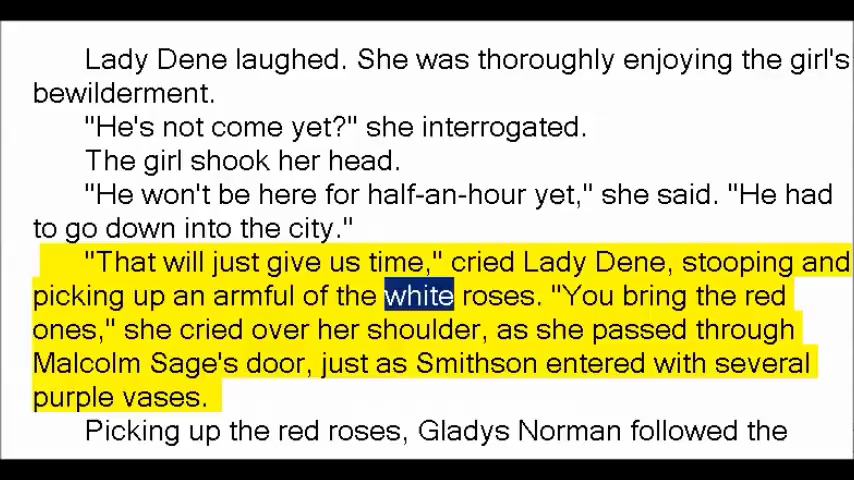 Lady Dene laughed. She was thoroughly enjoying the girl's
bewilderment.
"He's not come yet?" she interrogated.
The girl shook her head.
"He won't be here for half-an-hour yet," she said. "He had
to go down into the city."
"That will just give us time," cried Lady Dene, stooping and
picking up an armful of the white roses. "You bring the red
ones," she cried over her shoulder, as she passed through
Malcolm Sage's door, just as Smithson entered with several
purple vases.
Picking up the red roses, Gladys Norman followed the